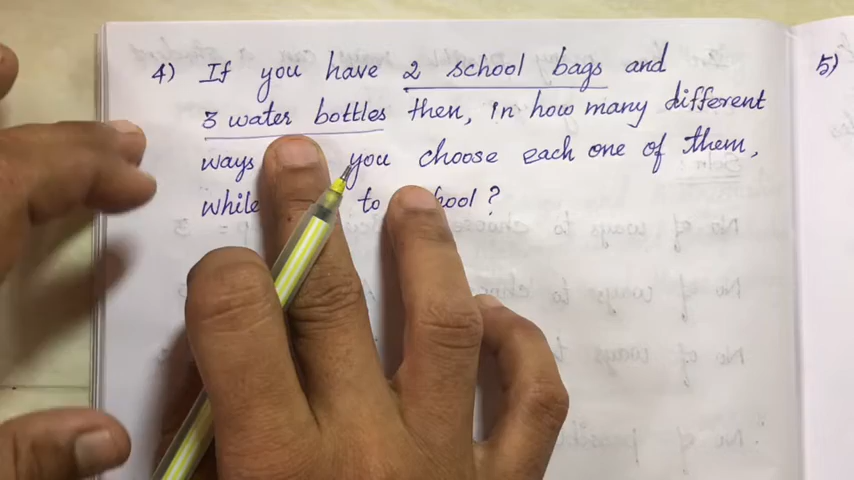 4) If you have 2 school bags and
3 water bottles then, in how many different
ways you choose each one of them,
while to school ?
5)